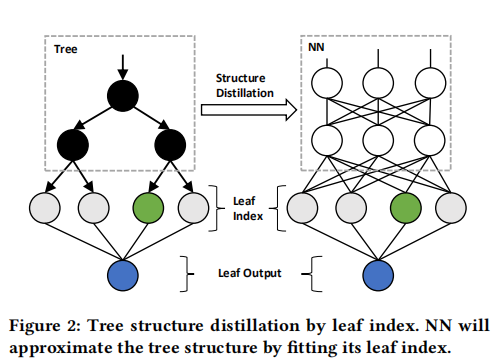 Tree
NN
Structure
Distillation
Leaf
Index
Leaf Output
Figure 2: Tree structure distillation by leaf index. NN will
approximate the tree structure by fitting its leaf index.